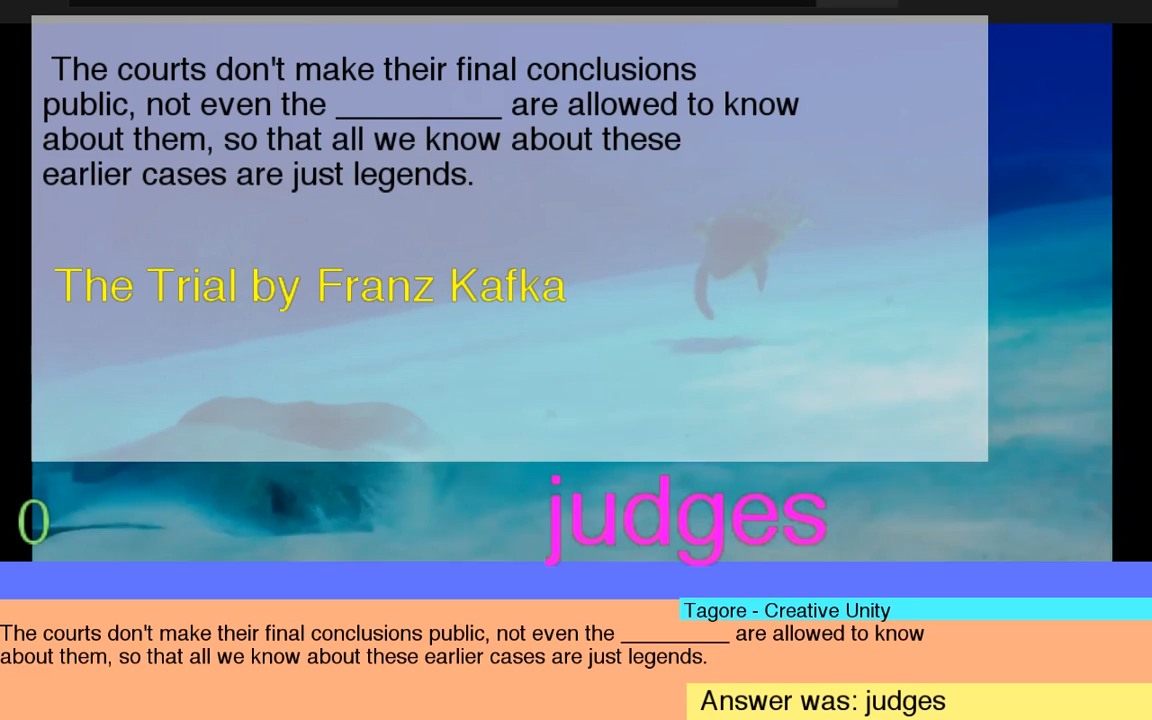 The courts don't make their final conclusions
public, not even the __________ are allowed to know
about them, so that all we know about these
earlier cases are just legends.
The Trial by Franz Kafka
0
judges
Tagore - Creative Unity
The courts don't make their final conclusions public, not even the __________ are allowed to know
about them, so that all we know about these earlier cases are just legends.
Answer was: judges